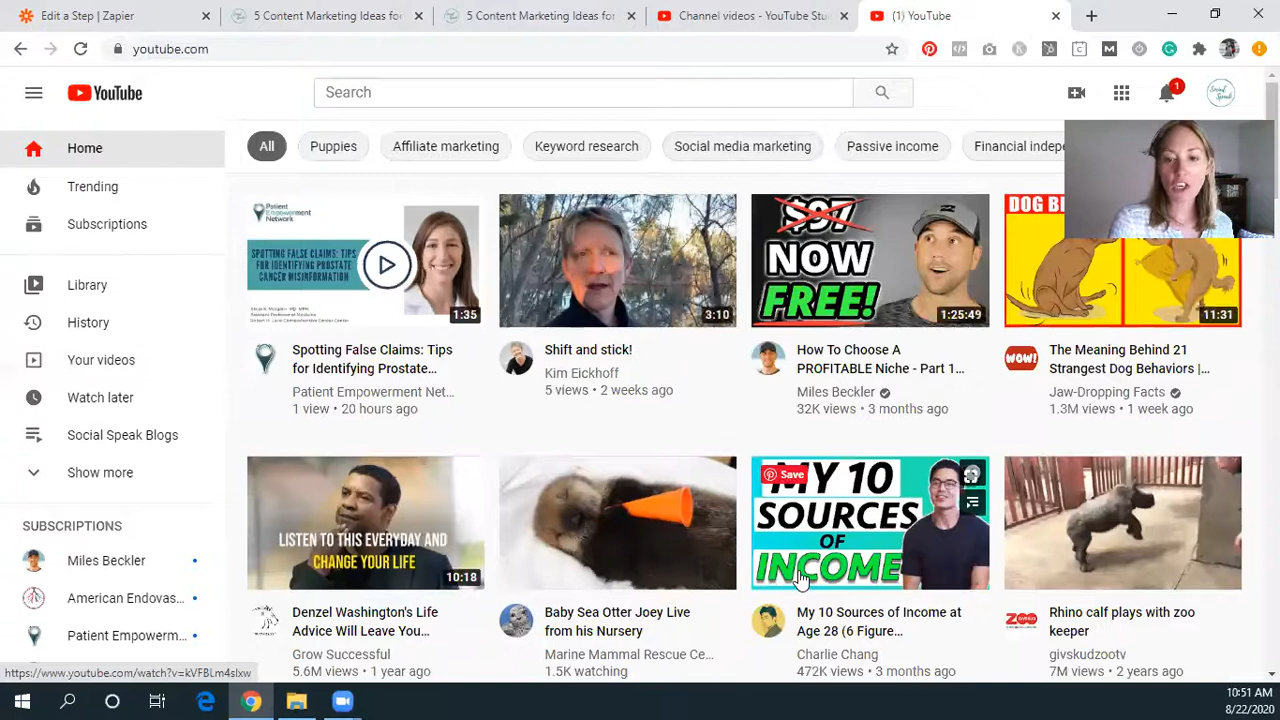 Edit a Step | Zapier
5 Content Marketing Ideas for
5 Content Marketing Ideas for
Channel videos - YouTube Stu
(1) YouTube
youtube.com
YouTube
Search
1
Social Speak
Home
Trending
Subscriptions
Library
History
Your videos
Watch later
Social Speak Blogs
Show more
SUBSCRIPTIONS
Miles Beckler
American Endovas...
Patient Empowerm...
All
Puppies
Affiliate marketing
Keyword research
Social media marketing
Passive income
Financial indepe
Patient
Empowerment
Network
SPOTTING FALSE CLAIMS: TIPS
FOR IDENTIFYING PROSTATE
CANCER MISINFORMATION
1:35
Spotting False Claims: Tips
for Identifying Prostate...
Patient Empowerment Net...
1 view • 20 hours ago
3:10
Shift and stick!
Kim Eickhoff
5 views • 2 weeks ago
$97
NOW
FREE!
1:25:49
How To Choose A
PROFITABLE Niche - Part 1...
Miles Beckler
32K views • 3 months ago
DOG BE
11:31
WOW!
The Meaning Behind 21
Strangest Dog Behaviors |...
Jaw-Dropping Facts
1.3M views • 1 week ago
LISTEN TO THIS EVERYDAY AND
CHANGE YOUR LIFE
10:18
Denzel Washington's Life
Advice Will Leave You...
Grow Successful
5.6M views • 1 year ago
Baby Sea Otter Joey Live
from his Nursery
Marine Mammal Rescue Ce...
1.5K watching
Save
MY 10
SOURCES
OF
INCOME
My 10 Sources of Income at
Age 28 (6 Figure...
Charlie Chang
472K views • 3 months ago
ZOO
Rhino calf plays with zoo
keeper
givskudzootv
7M views • 2 years ago
https://www.youtube.com/watch?v=kVFBLm4slxw
10:51 AM
8/22/2020